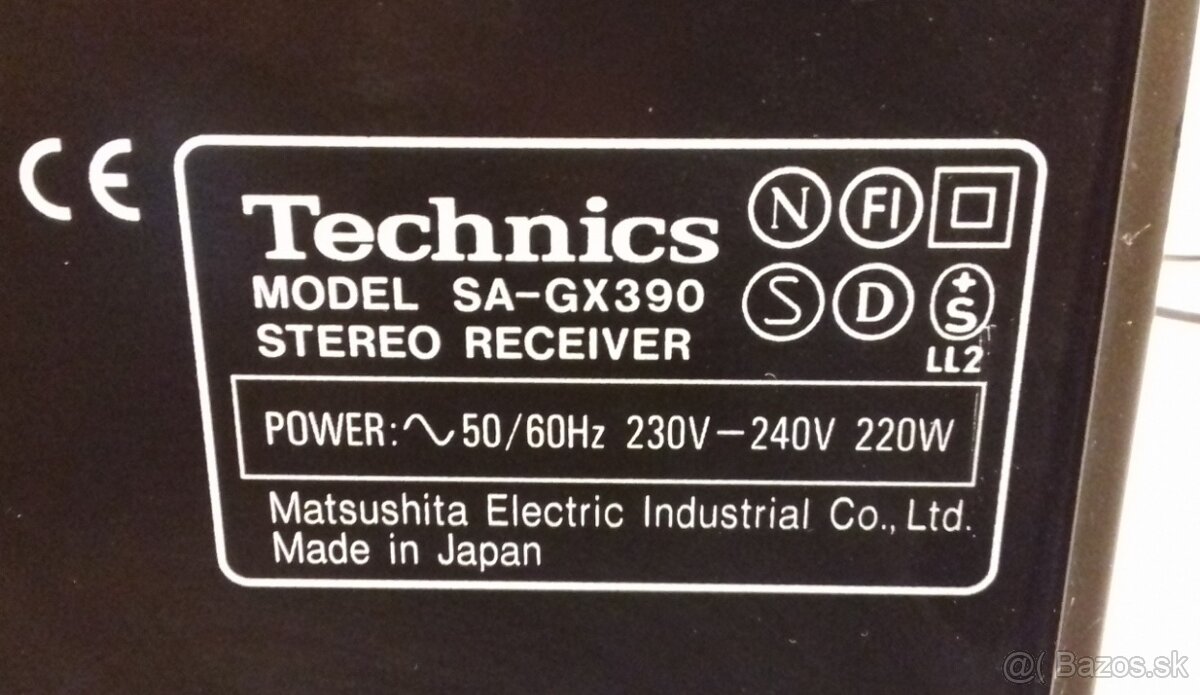 CE
Technics
N FI
MODEL SA-GX390
S D +S
STEREO RECEIVER
LL2
POWER: ∿ 50/60Hz 230V–240V 220W
Matsushita Electric Industrial Co., Ltd.
Made in Japan
@( Bazos.sk